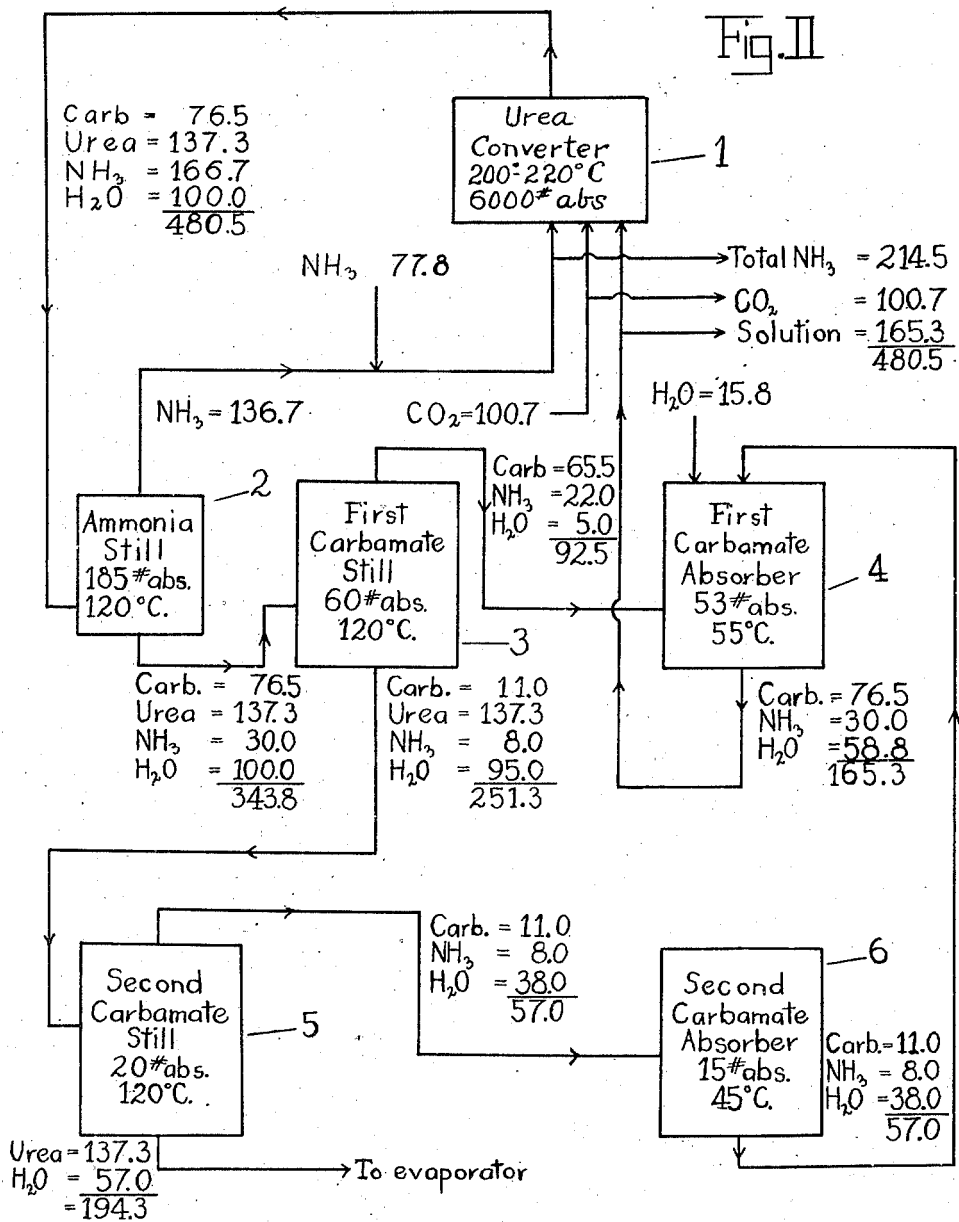 Fig. II
Carb = 76.5
Urea = 137.3
NH₃ = 166.7
H₂O = 100.0
480.5
Urea
Converter
200°-220°C
6000# abs
1
NH₃ 77.8
Total NH₃ = 214.5
CO₂ = 100.7
Solution = 165.3
480.5
NH₃ = 136.7
CO₂=100.7
H₂O=15.8
2
Ammonia
Still
185# abs.
120°C.
First
Carbamate
Still
60# abs.
120°C.
3
Carb = 65.5
NH₃ = 22.0
H₂O = 5.0
92.5
First
Carbamate
Absorber
53# abs.
55°C.
4
Carb. = 76.5
Urea = 137.3
NH₃ = 30.0
H₂O = 100.0
343.8
Carb. = 11.0
Urea = 137.3
NH₃ = 8.0
H₂O = 95.0
251.3
Carb. = 76.5
NH₃ = 30.0
H₂O = 58.8
165.3
Second
Carbamate
Still
20# abs.
120°C.
5
Carb. = 11.0
NH₃ = 8.0
H₂O = 38.0
57.0
6
Second
Carbamate
Absorber
15# abs.
45°C.
Carb.=11.0
NH₃ = 8.0
H₂O = 38.0
57.0
Urea = 137.3
H₂O = 57.0
=194.3
To evaporator